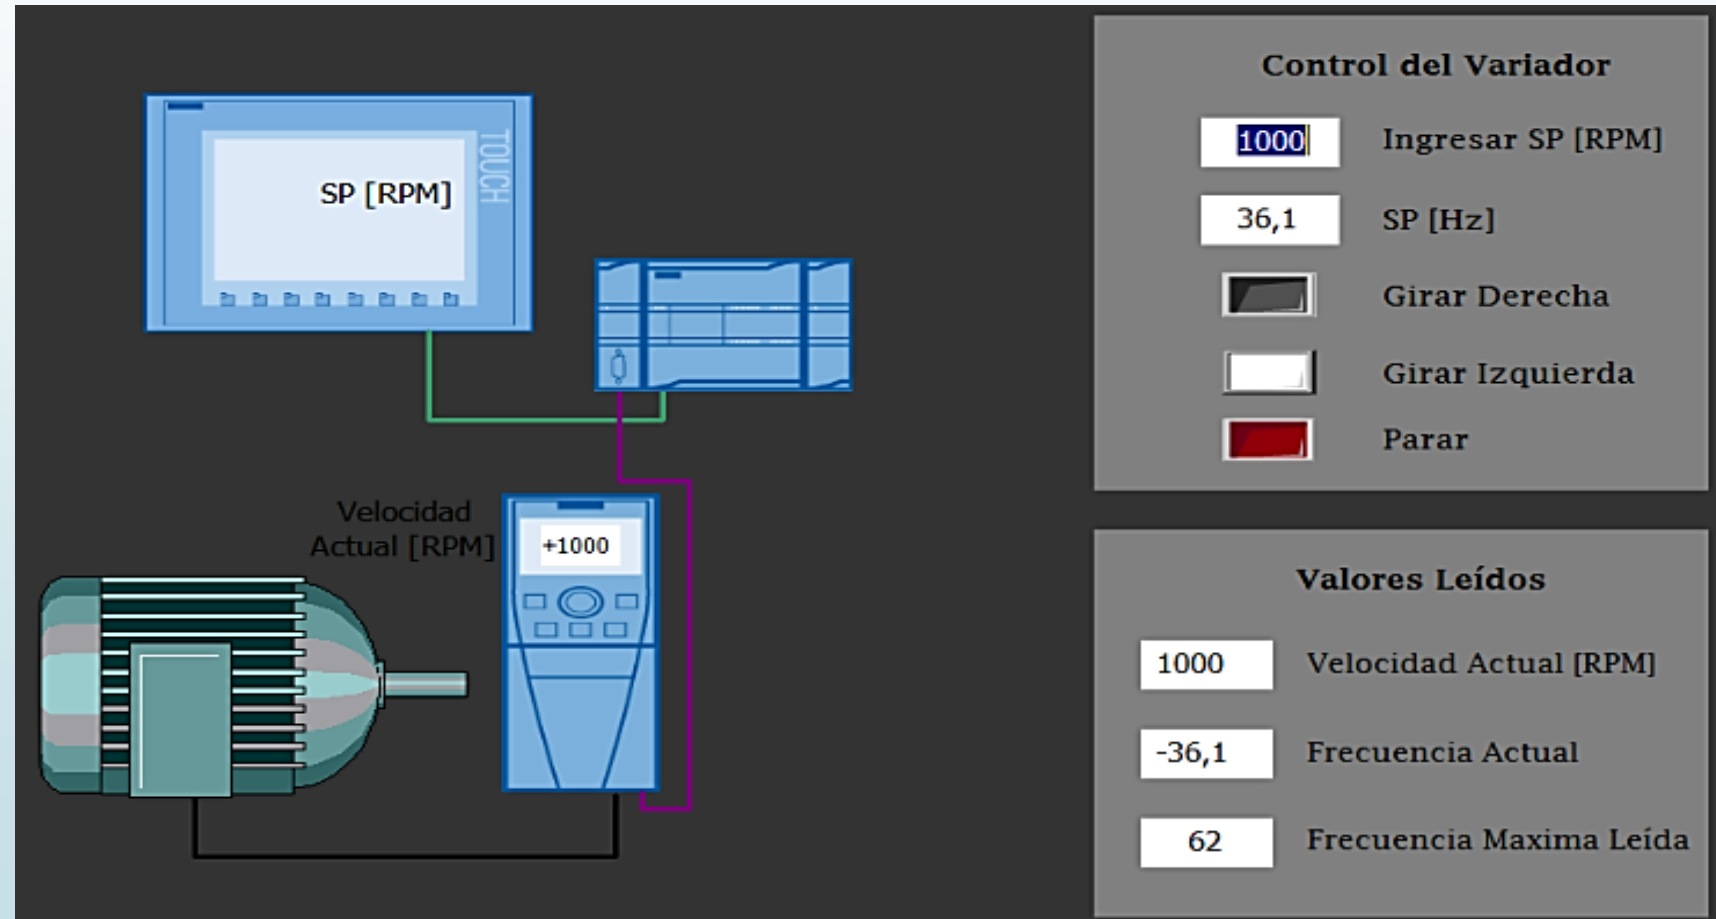 SP [RPM]
TOUCH
Velocidad
Actual [RPM]
+1000
Control del Variador
1000 Ingresar SP [RPM]
36,1 SP [Hz]
Girar Derecha
Girar Izquierda
Parar
Valores Leídos
1000 Velocidad Actual [RPM]
-36,1 Frecuencia Actual
62 Frecuencia Maxima Leída